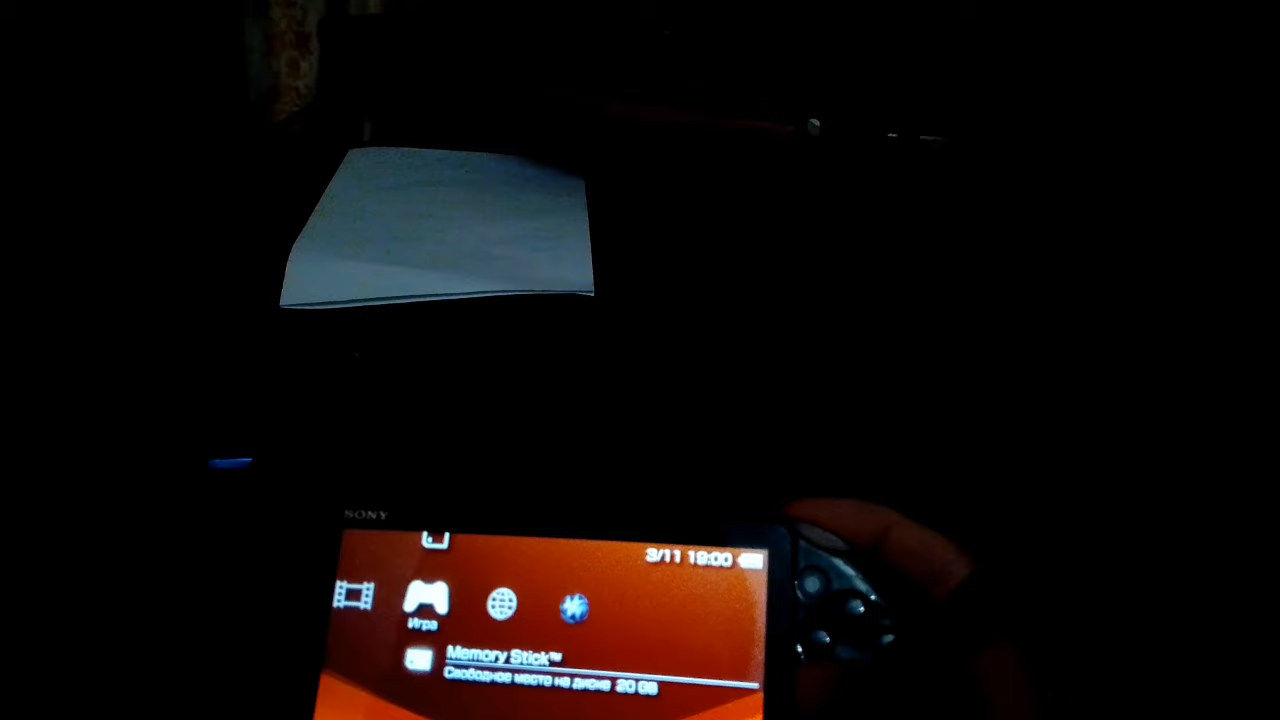 SONY
3/11 19:00
Игра
Memory Stick™
Свободное место на диске 20 GB